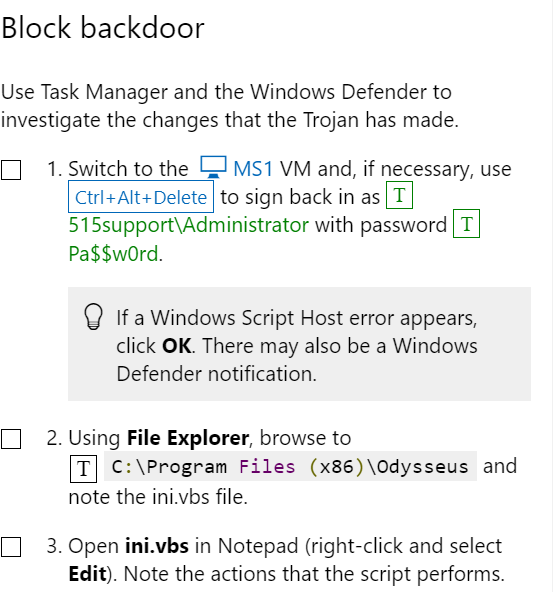 Block backdoor
Use Task Manager and the Windows Defender to
investigate the changes that the Trojan has made.
1. Switch to the MS1 VM and, if necessary, use
Ctrl+Alt+Delete to sign back in as T
515support\Administrator with password T
Pa$$w0rd.
If a Windows Script Host error appears,
click OK. There may also be a Windows
Defender notification.
2. Using File Explorer, browse to
T C:\Program Files (x86)\Odysseus and
note the ini.vbs file.
3. Open ini.vbs in Notepad (right-click and select
Edit). Note the actions that the script performs.